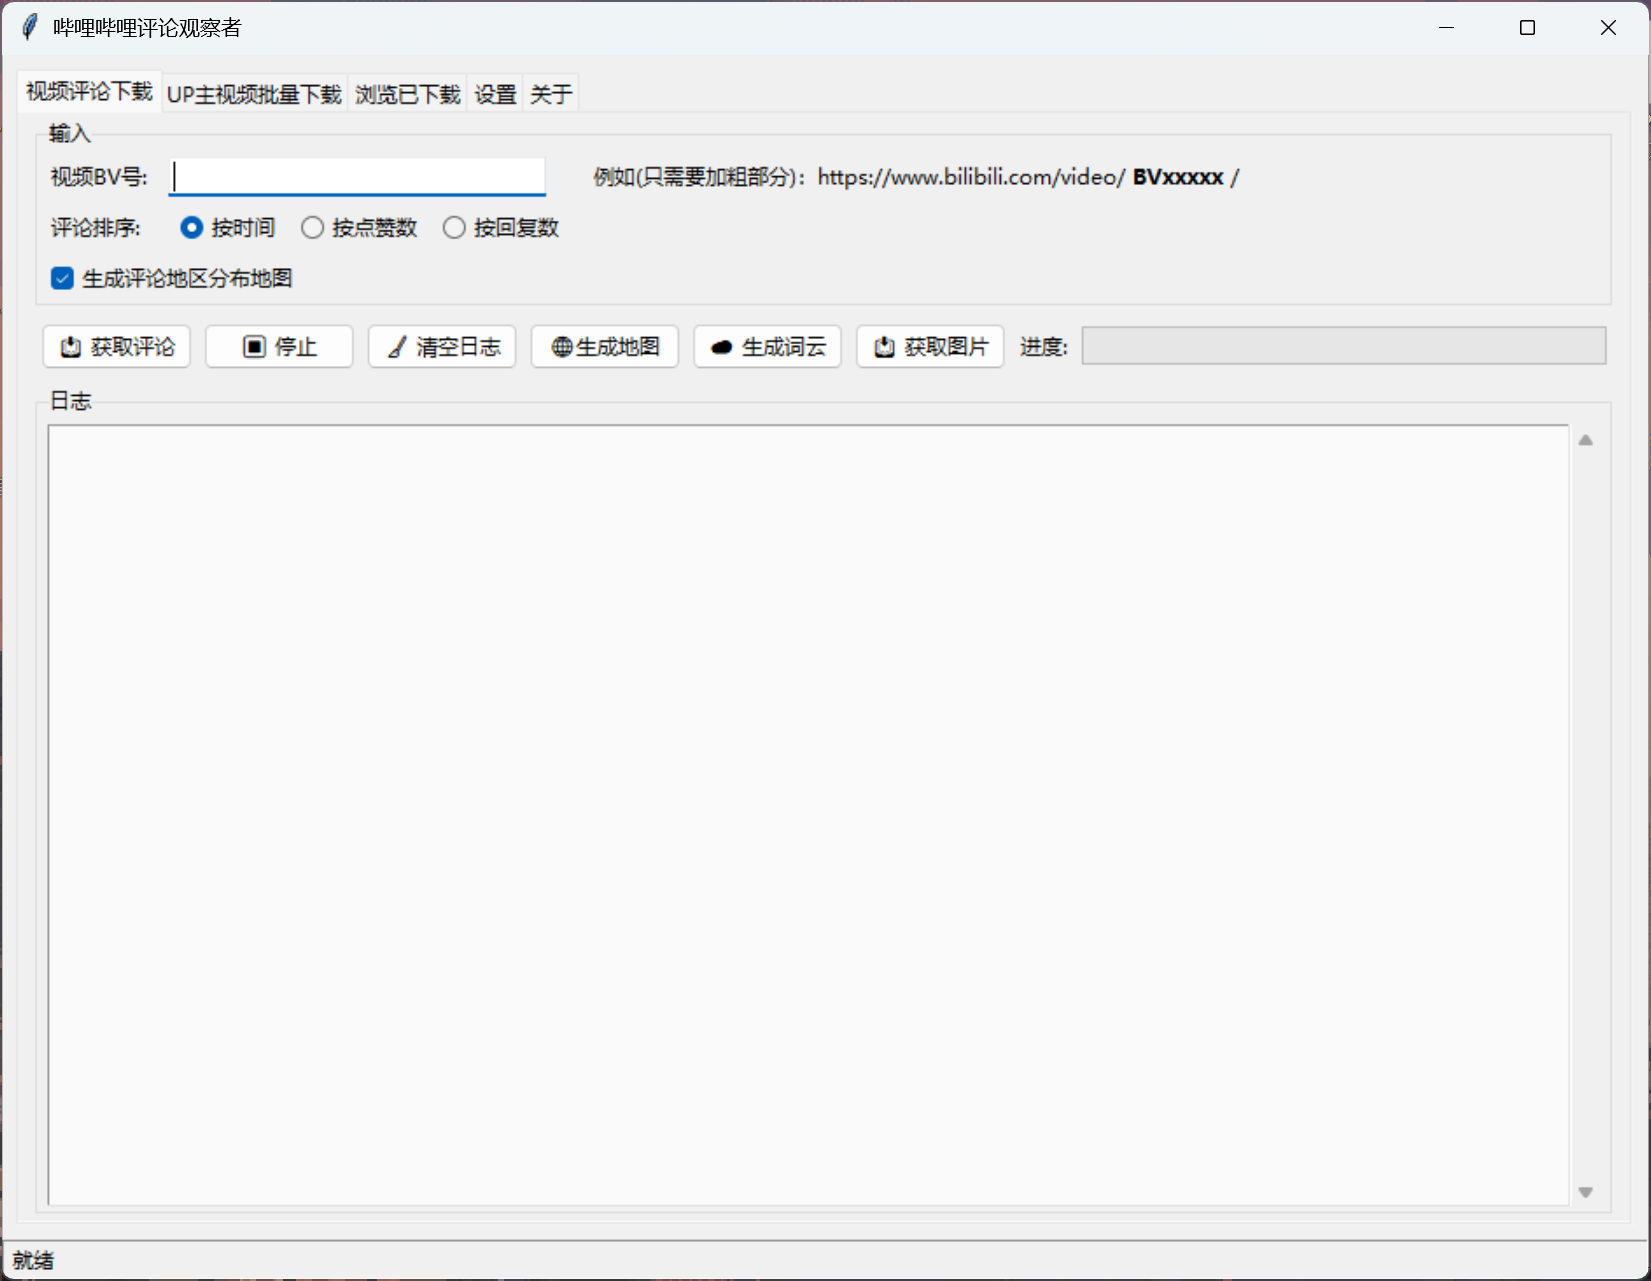 哔哩哔哩评论观察者
视频评论下载 UP主视频批量下载 浏览已下载 设置 关于
输入
视频BV号: 例如(只需要加粗部分)：https://www.bilibili.com/video/ BVxxxxx /
评论排序: 按时间 按点赞数 按回复数
生成评论地区分布地图
获取评论 停止 清空日志 生成地图 生成词云 获取图片 进度:
日志
就绪